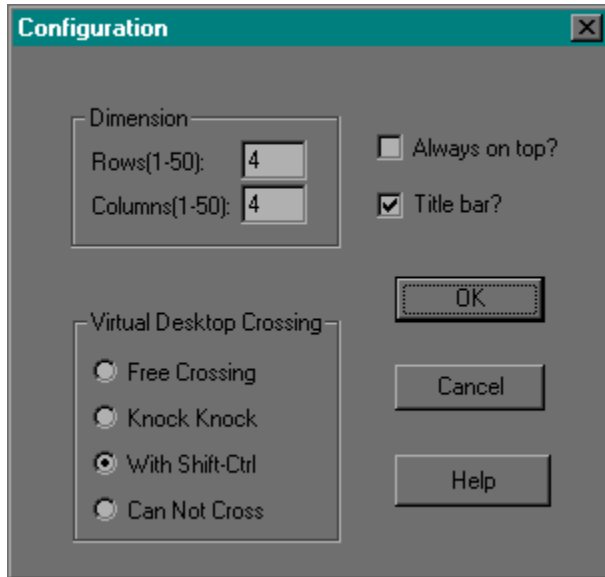 Configuration
Dimension
Rows(1-50): 4
Columns(1-50): 4
Always on top?
Title bar?
Virtual Desktop Crossing
Free Crossing
Knock Knock
With Shift-Ctrl
Can Not Cross
OK
Cancel
Help